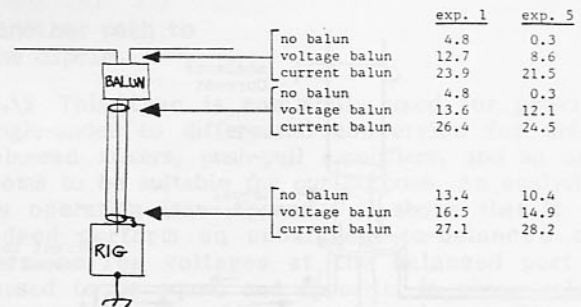 exp. 1 exp. 5
no balun 4.8 0.3
voltage balun 12.7 8.6
current balun 23.9 21.5
BALUN
no balun 4.8 0.3
voltage balun 13.6 12.1
current balun 26.4 24.5
no balun 13.4 10.4
voltage balun 16.5 14.9
current balun 27.1 28.2
RIG